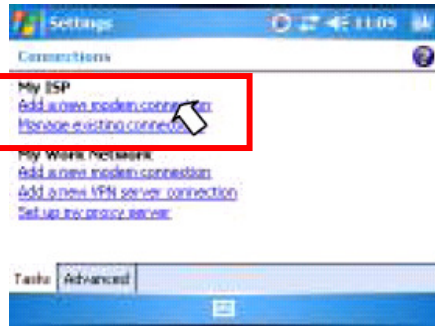 Settings 11:09
Connections
My ISP
Add a new modem connection
Manage existing connections
My Work Network
Add a new modem connection
Add a new VPN server connection
Set up my proxy server
Tasks Advanced